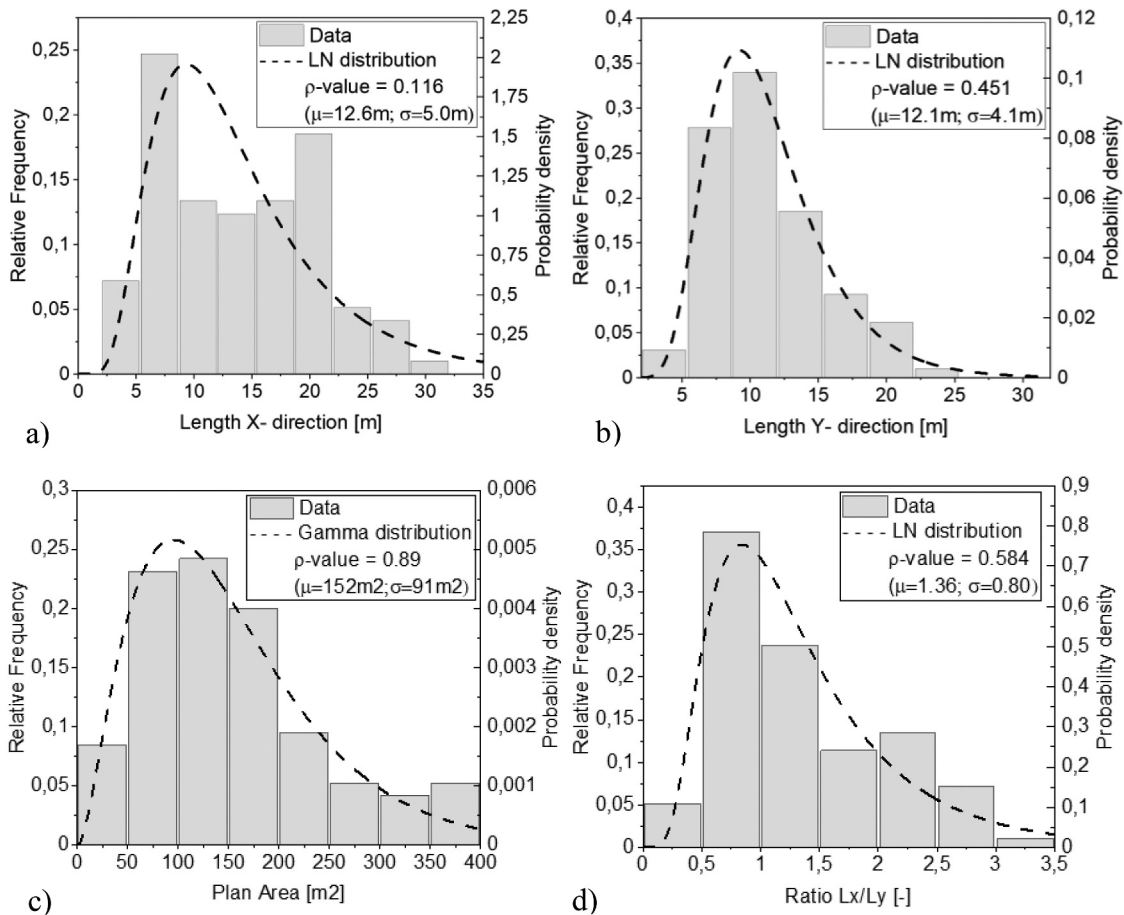 0,25
0,2
0,15
0,1
0,05
0
Relative Frequency
2,25
2
1,75
1,5
1,25
1
0,75
0,5
0,25
0
Probability density
Data
LN distribution
ρ-value = 0.116
(μ=12.6m; σ=5.0m)
0 5 10 15 20 25 30 35
Length X- direction [m]
a)
0,4
0,35
0,3
0,25
0,2
0,15
0,1
0,05
0
Relative Frequency
0,12
0,1
0,08
0,06
0,04
0,02
0
Probability density
Data
LN distribution
ρ-value = 0.451
(μ=12.1m; σ=4.1m)
5 10 15 20 25 30
Length Y- direction [m]
b)
0,3
0,25
0,2
0,15
0,1
0,05
0
Relative Frequency
0,006
0,005
0,004
0,003
0,002
0,001
0
Probability density
Data
Gamma distribution
ρ-value = 0.89
(μ=152m2;σ=91m2)
0 50 100 150 200 250 300 350 400
Plan Area [m2]
c)
0,4
0,35
0,3
0,25
0,2
0,15
0,1
0,05
0
Relative Frequency
0,9
0,8
0,7
0,6
0,5
0,4
0,3
0,2
0,1
0
Probability density
Data
LN distribution
ρ-value = 0.584
(μ=1.36; σ=0.80)
0 0,5 1 1,5 2 2,5 3 3,5
Ratio Lx/Ly [-]
d)